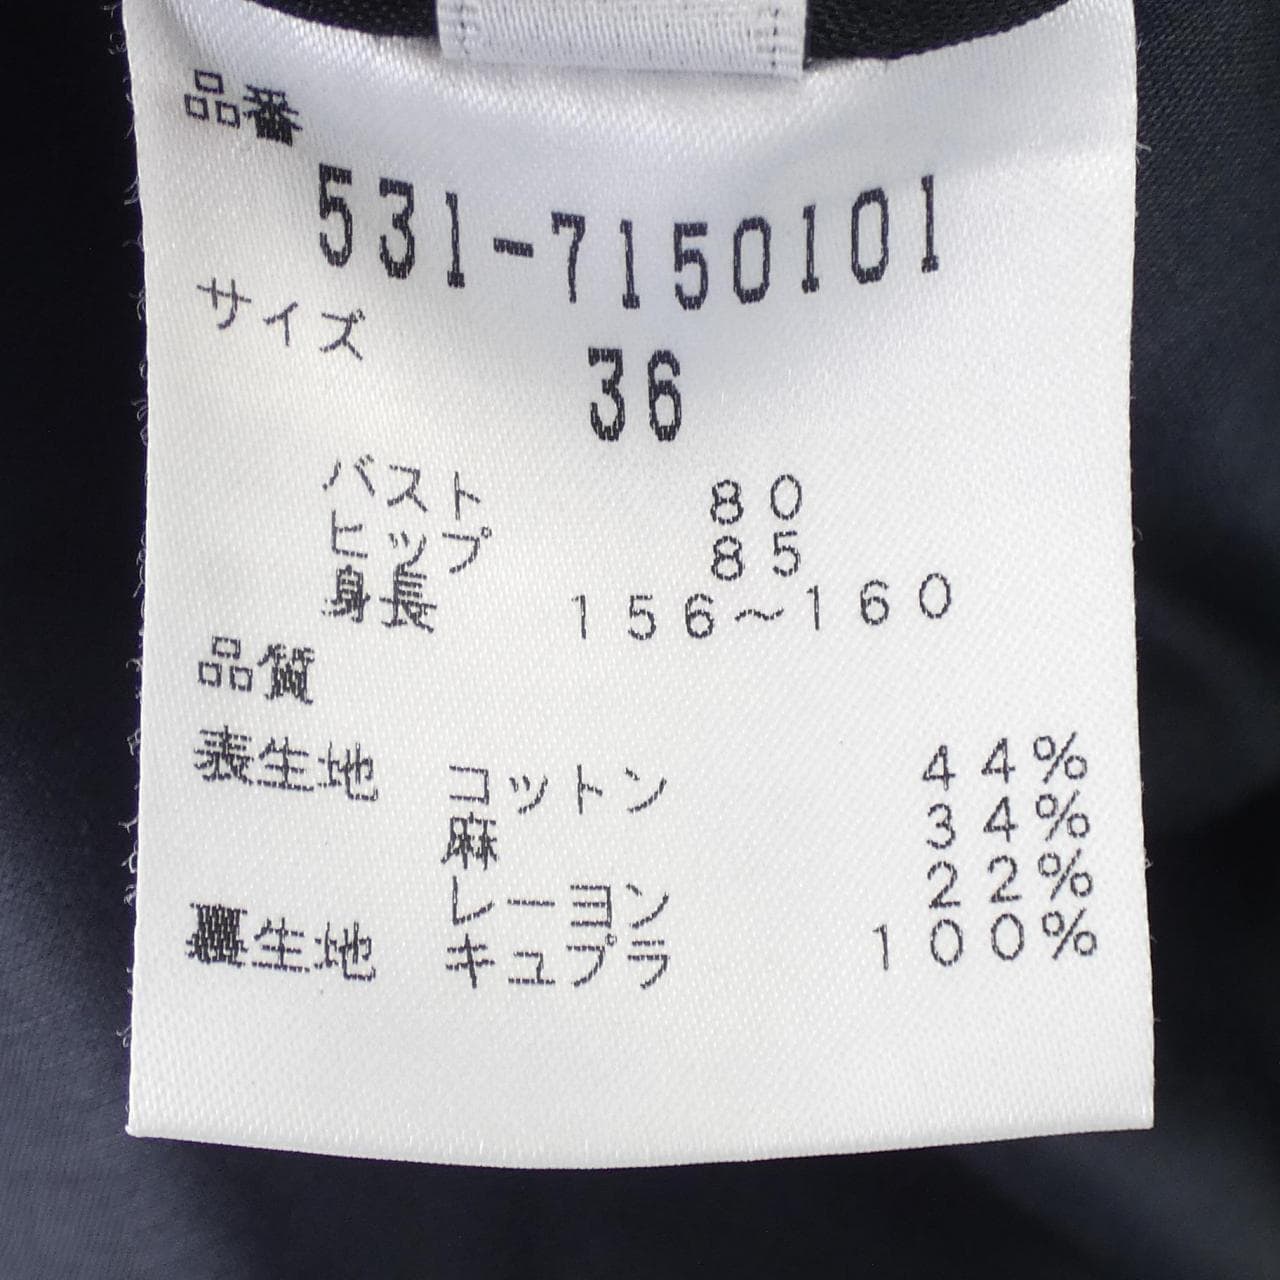 品番
531-7150101
サイズ
36
バスト 80
ヒップ 85
身長 156～160
品質
表生地 コットン 44%
麻 34%
レーヨン 22%
裏生地 キュプラ 100%